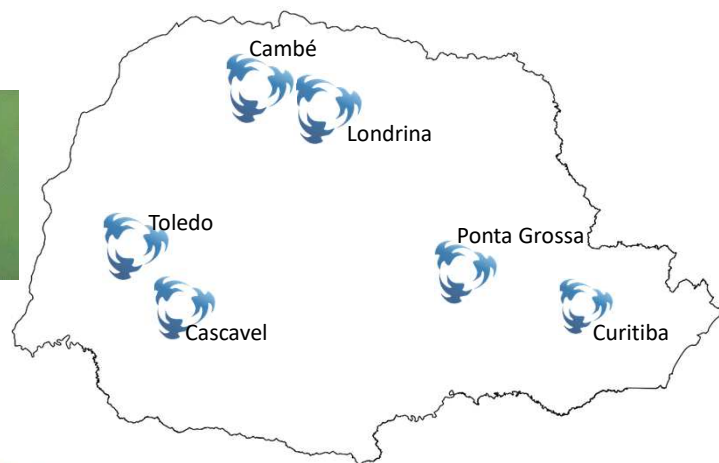 Cambé
Londrina
Toledo
Ponta Grossa
Cascavel
Curitiba